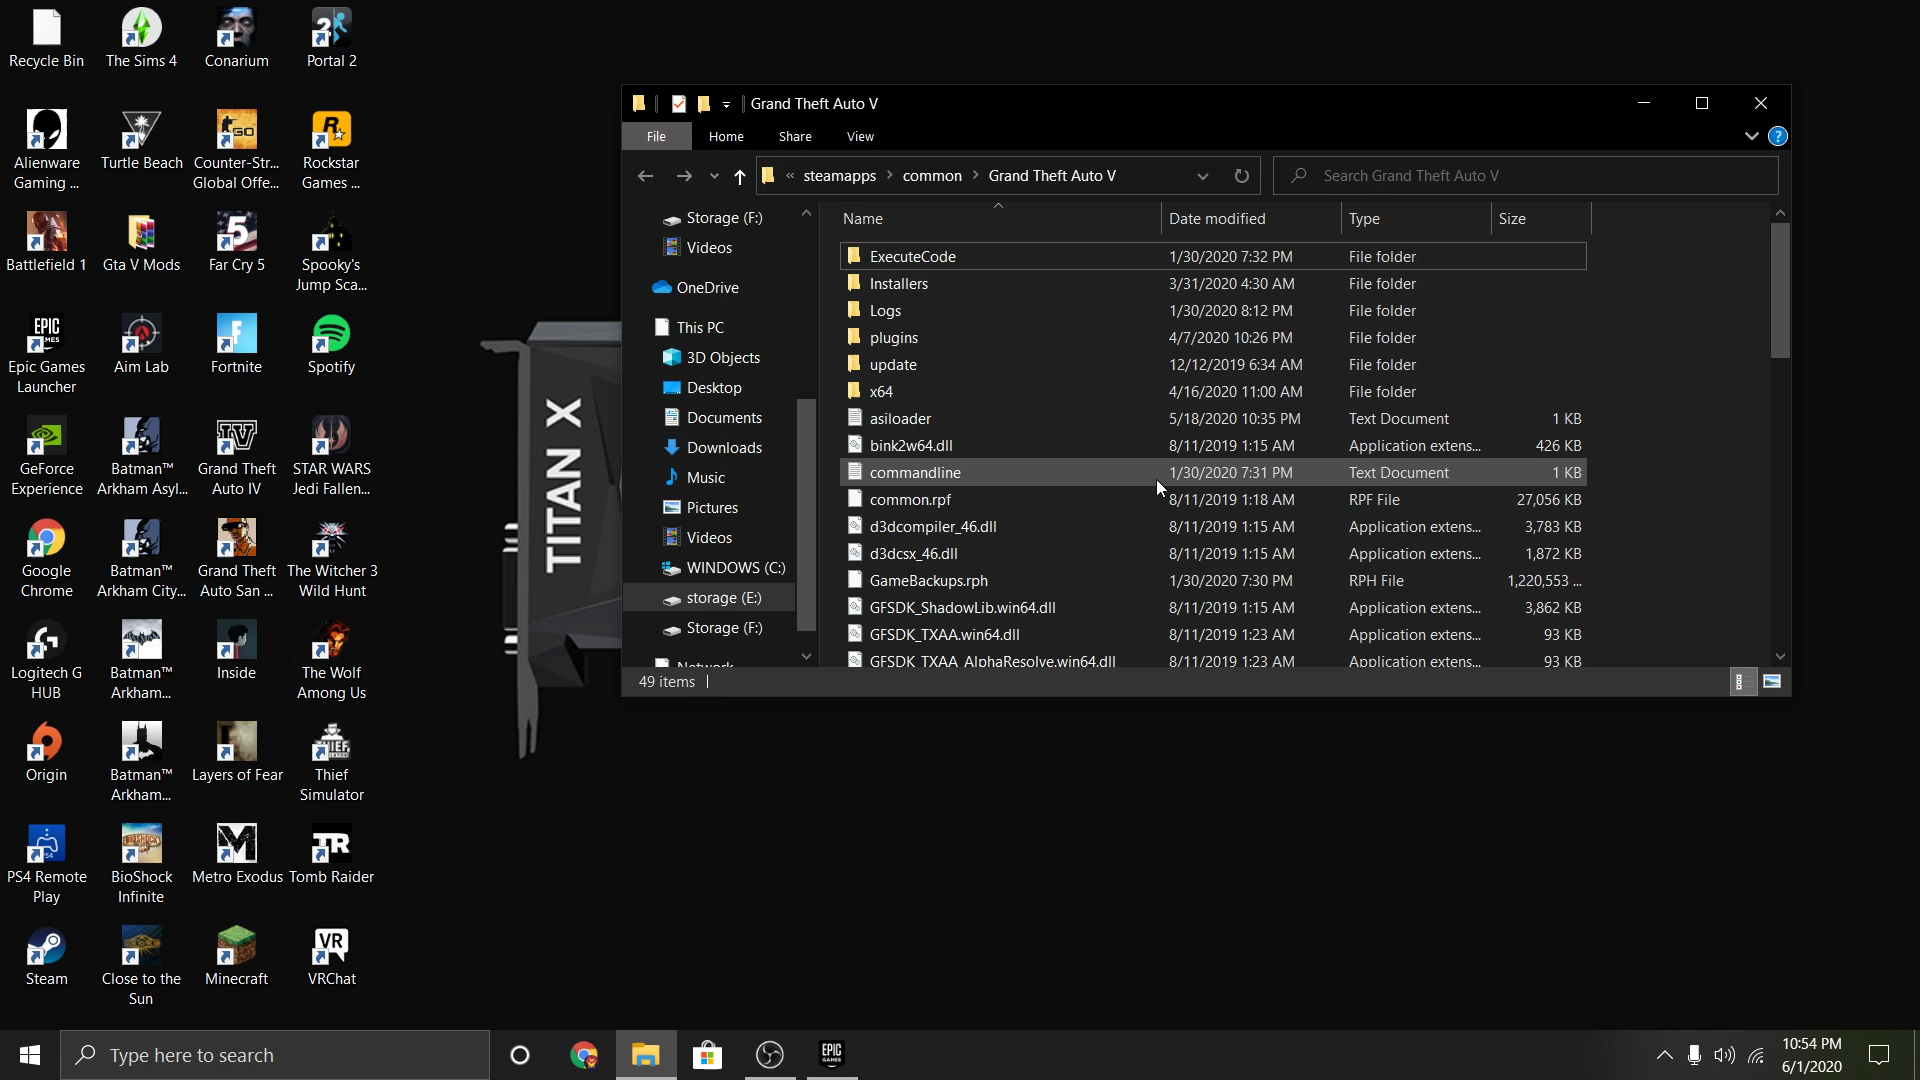 Recycle Bin
The Sims 4
Conarium
Portal 2
Alienware
Gaming ...
Turtle Beach
Counter-Str...
Global Offe...
Rockstar
Games ...
Battlefield 1
Gta V Mods
Far Cry 5
Spooky's
Jump Sca...
Epic Games
Launcher
Aim Lab
Fortnite
Spotify
GeForce
Experience
Batman™
Arkham Asyl...
Grand Theft
Auto IV
STAR WARS
Jedi Fallen...
Google
Chrome
Batman™
Arkham City...
Grand Theft
Auto San ...
The Witcher 3
Wild Hunt
Logitech G
HUB
Batman™
Arkham...
Inside
The Wolf
Among Us
Origin
Batman™
Arkham...
Layers of Fear
Thief
Simulator
PS4 Remote
Play
BioShock
Infinite
Metro Exodus
Tomb Raider
Steam
Close to the
Sun
Minecraft
VRChat
TITAN X
Grand Theft Auto V
File Home Share View
« steamapps > common > Grand Theft Auto V
Search Grand Theft Auto V
Storage (F:)
Videos
OneDrive
This PC
3D Objects
Desktop
Documents
Downloads
Music
Pictures
Videos
WINDOWS (C:)
storage (E:)
Storage (F:)
Network
Name Date modified Type Size
ExecuteCode 1/30/2020 7:32 PM File folder
Installers 3/31/2020 4:30 AM File folder
Logs 1/30/2020 8:12 PM File folder
plugins 4/7/2020 10:26 PM File folder
update 12/12/2019 6:34 AM File folder
x64 4/16/2020 11:00 AM File folder
asiloader 5/18/2020 10:35 PM Text Document 1 KB
bink2w64.dll 8/11/2019 1:15 AM Application extens... 426 KB
commandline 1/30/2020 7:31 PM Text Document 1 KB
common.rpf 8/11/2019 1:18 AM RPF File 27,056 KB
d3dcompiler_46.dll 8/11/2019 1:15 AM Application extens... 3,783 KB
d3dcsx_46.dll 8/11/2019 1:15 AM Application extens... 1,872 KB
GameBackups.rph 1/30/2020 7:30 PM RPH File 1,220,553 ...
GFSDK_ShadowLib.win64.dll 8/11/2019 1:15 AM Application extens... 3,862 KB
GFSDK_TXAA.win64.dll 8/11/2019 1:23 AM Application extens... 93 KB
GFSDK_TXAA_AlphaResolve.win64.dll 8/11/2019 1:23 AM Application extens... 93 KB
49 items
Type here to search
10:54 PM
6/1/2020